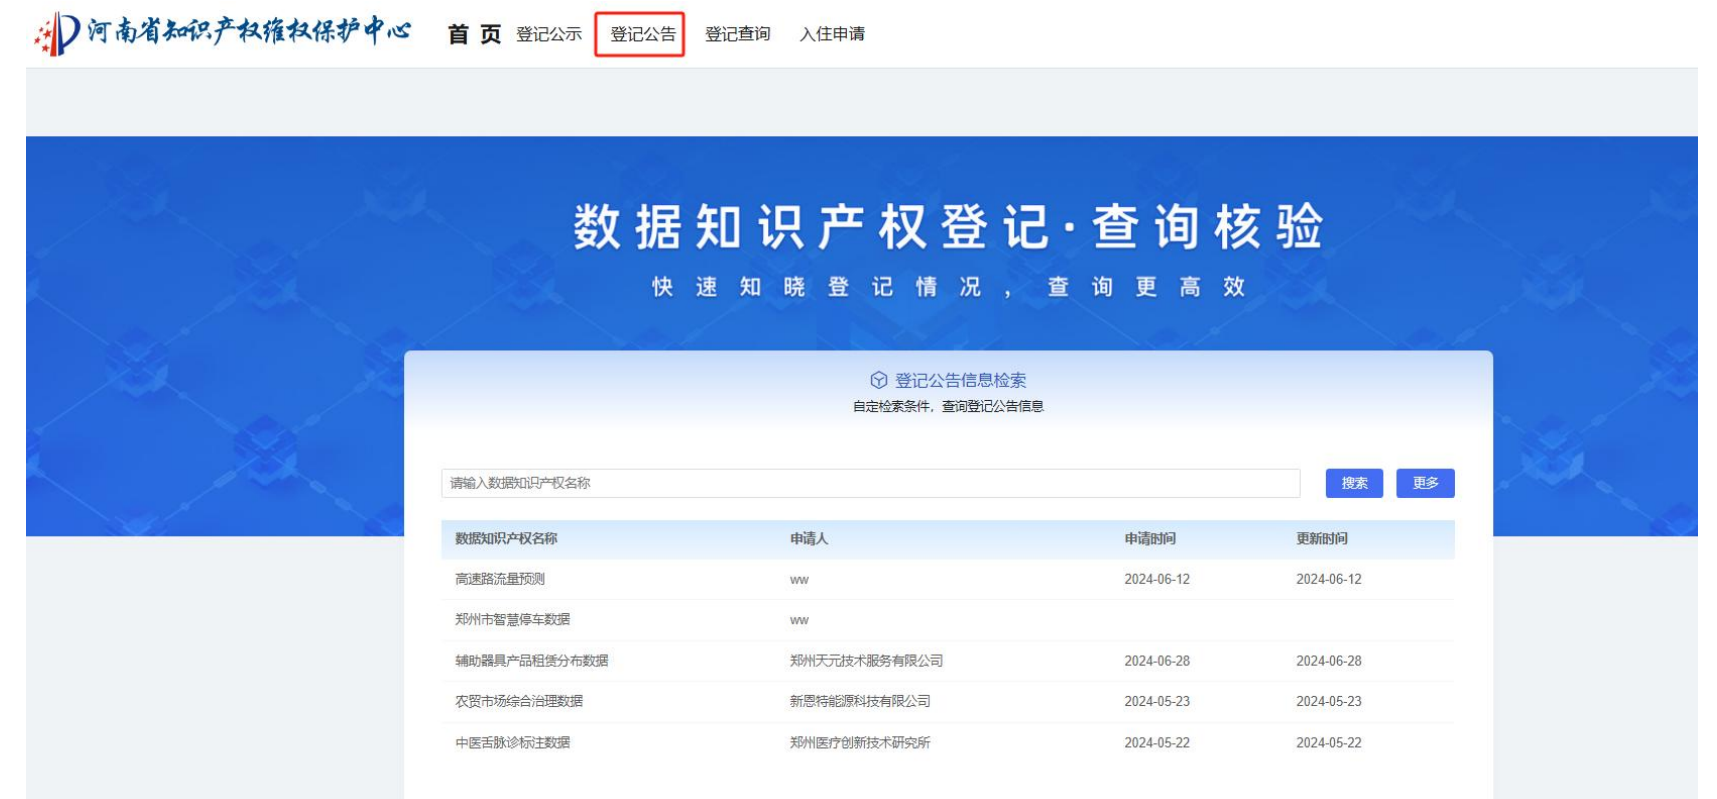 河南省知识产权维权保护中心 首页 登记公示 登记公告 登记查询 入住申请
数据知识产权登记·查询核验
快速知晓登记情况，查询更高效
登记公告信息检索
自定检索条件，查询登记公告信息
请输入数据知识产权名称 搜索 更多
数据知识产权名称 申请人 申请时间 更新时间
高速路流量预测 ww 2024-06-12 2024-06-12
郑州市智慧停车数据 ww
辅助器具产品租赁分布数据 郑州天元技术服务有限公司 2024-06-28 2024-06-28
农贸市场综合治理数据 新恩特能源科技有限公司 2024-05-23 2024-05-23
中医舌脉诊标注数据 郑州医疗创新技术研究所 2024-05-22 2024-05-22